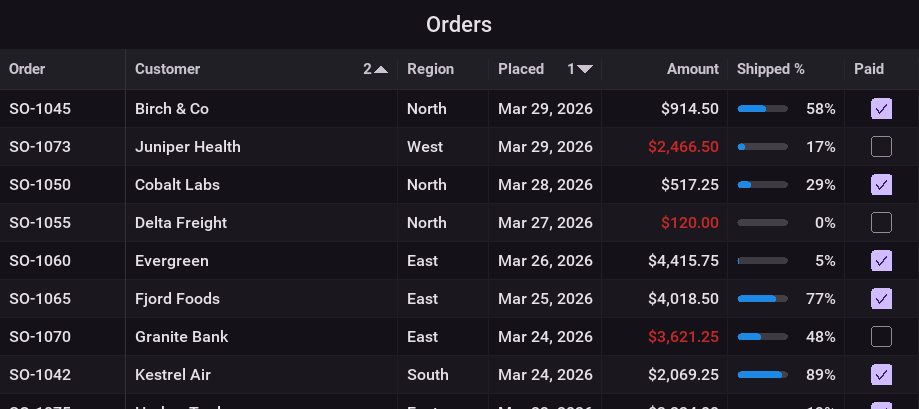 Orders
Order Customer 2 Region Placed 1 Amount Shipped % Paid
SO-1045 Birch & Co North Mar 29, 2026 $914.50 58%
SO-1073 Juniper Health West Mar 29, 2026 $2,466.50 17%
SO-1050 Cobalt Labs North Mar 28, 2026 $517.25 29%
SO-1055 Delta Freight North Mar 27, 2026 $120.00 0%
SO-1060 Evergreen East Mar 26, 2026 $4,415.75 5%
SO-1065 Fjord Foods East Mar 25, 2026 $4,018.50 77%
SO-1070 Granite Bank East Mar 24, 2026 $3,621.25 48%
SO-1042 Kestrel Air South Mar 24, 2026 $2,069.25 89%